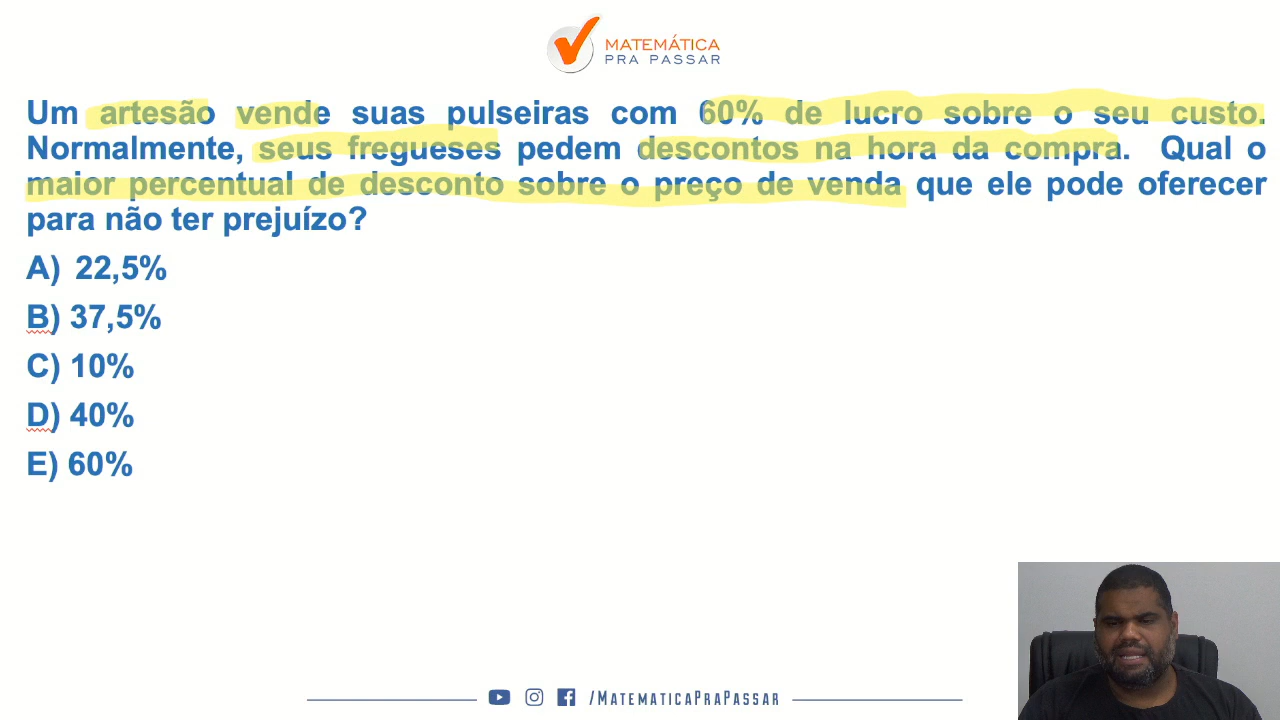 MATEMÁTICA
PRA PASSAR
Um artesão vende suas pulseiras com 60% de lucro sobre o seu custo.
Normalmente, seus fregueses pedem descontos na hora da compra. Qual o
maior percentual de desconto sobre o preço de venda que ele pode oferecer
para não ter prejuízo?
A) 22,5%
B) 37,5%
C) 10%
D) 40%
E) 60%
/MatematicaPraPassar